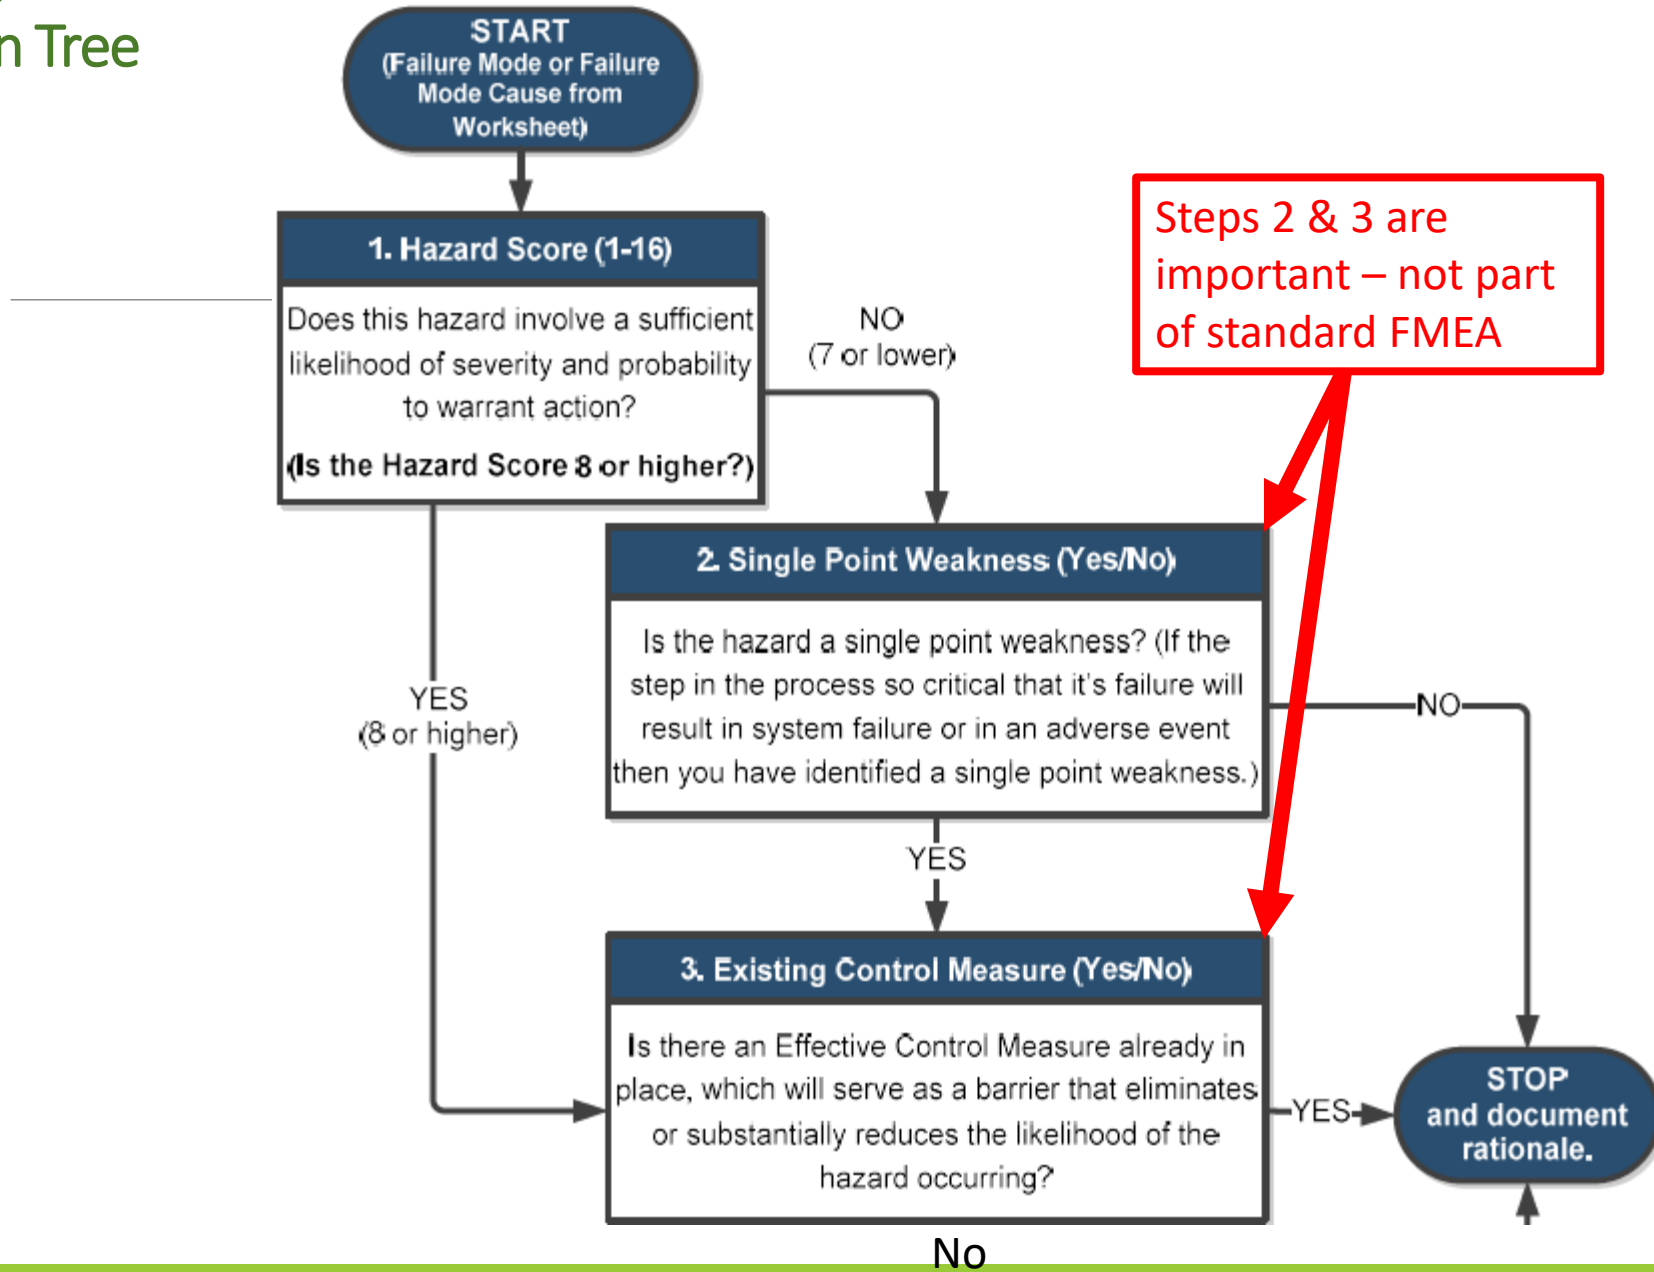 n Tree
START
(Failure Mode or Failure
Mode Cause from
Worksheet)
1. Hazard Score (1-16)
Does this hazard involve a sufficient
likelihood of severity and probability
to warrant action?
(Is the Hazard Score 8 or higher?)
NO
(7 or lower)
Steps 2 & 3 are
important – not part
of standard FMEA
2. Single Point Weakness (Yes/No)
Is the hazard a single point weakness? (If the
step in the process so critical that it's failure will
result in system failure or in an adverse event
then you have identified a single point weakness.)
YES
(8 or higher)
NO
YES
3. Existing Control Measure (Yes/No)
Is there an Effective Control Measure already in
place, which will serve as a barrier that eliminates
or substantially reduces the likelihood of the
hazard occurring?
YES
STOP
and document
rationale.
No